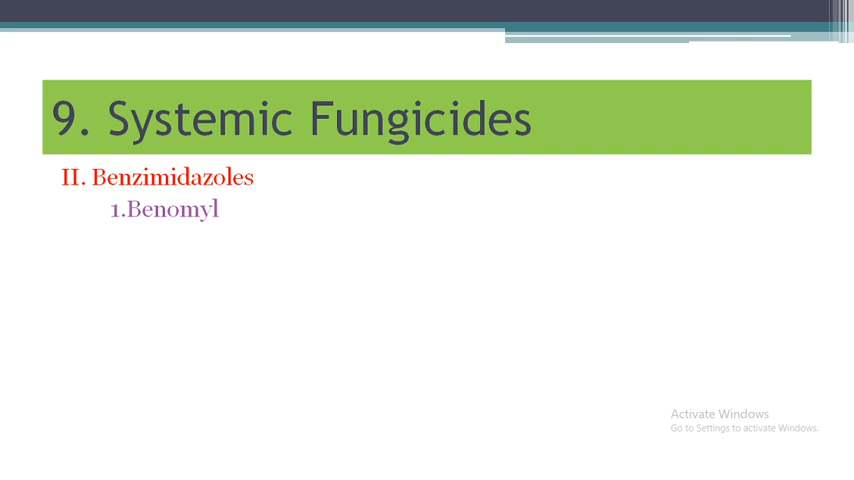 9. Systemic Fungicides
II. Benzimidazoles
1.Benomyl
Activate Windows
Go to Settings to activate Windows.